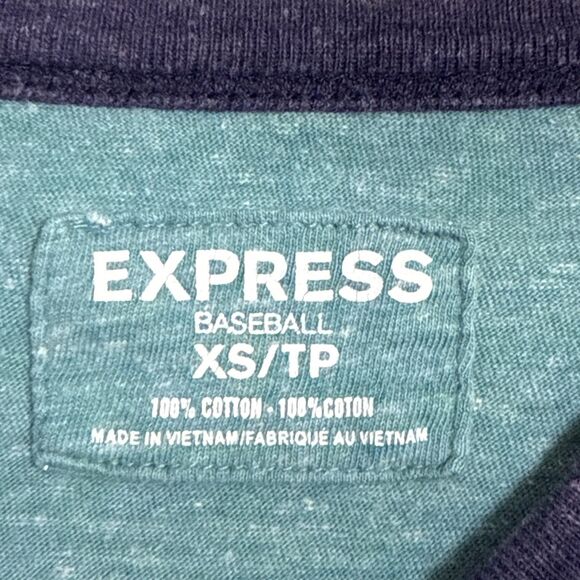 EXPRESS
BASEBALL
XS/TP
100% COTTON - 100%COTON
MADE IN VIETNAM/FABRIQUÉ AU VIETNAM